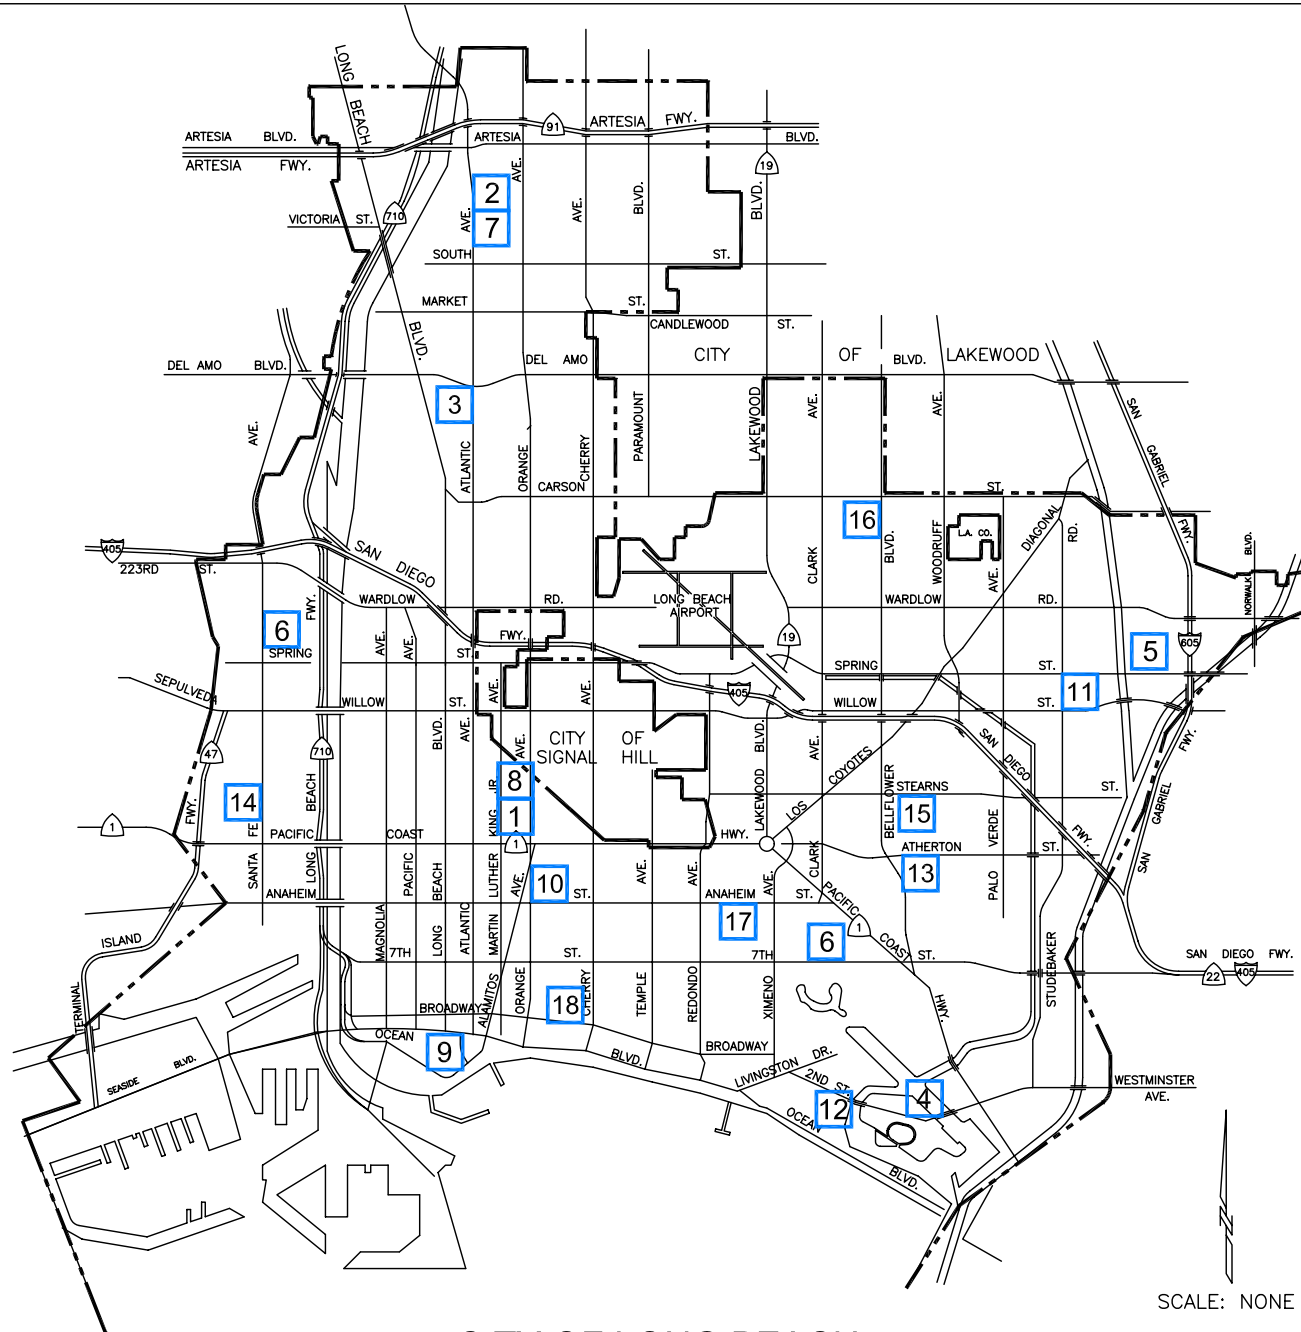 LONG BEACH
ARTESIA FWY.
91
ARTESIA BLVD.
ARTESIA
BLVD.
ARTESIA FWY.
19
AVE.
2
BLVD.
BLVD.
AVE.
710
VICTORIA ST.
AVE.
7
SOUTH ST.
MARKET ST.
CANDLEWOOD ST.
BLVD.
CITY OF LAKEWOOD
DEL AMO BLVD.
DEL AMO
BLVD.
3
PARAMOUNT
LAKEWOOD
AVE.
AVE.
SAN
GABRIEL
FWY.
AVE.
ATLANTIC
ORANGE
CHERRY
CARSON ST.
16
BLVD.
WOODRUFF
AVE.
L.A. CO.
DIAGONAL
RD.
NORWALK BLVD.
405
SAN DIEGO
223RD ST.
CLARK
LONG BEACH
AIRPORT
WARDLOW RD.
WARDLOW RD.
6
FWY.
AVE.
AVE.
FWY.
19
605
5
SPRING ST.
SPRING ST.
SEPULVEDA
WILLOW ST.
AVE.
AVE.
405
WILLOW ST.
11
BLVD.
AVE.
AVE.
CITY OF
SIGNAL HILL
BLVD.
AVE.
COYOTES
SAN DIEGO
FWY.
47
710
FWY.
8
BELLFLOWER
STEARNS ST.
14
BEACH
KING JR.
1
LAKEWOOD
LOS
15
PALO VERDE
FWY.
GABRIEL
SAN
1
PACIFIC COAST
1
HWY.
ATHERTON ST.
SANTA FE
LONG
PACIFIC
BEACH
LUTHER
AVE.
10
AVE.
AVE.
AVE.
CLARK
13
ANAHEIM ST.
ANAHEIM ST.
PACIFIC
1
COAST
HWY.
17
6
ISLAND
MAGNOLIA
7TH ST.
LONG
ATLANTIC
MARTIN
7TH ST.
SAN DIEGO FWY.
22
405
STUDEBAKER
TERMINAL
ALAMITOS
ORANGE
18
CHERRY
TEMPLE
REDONDO
XIMENO
BROADWAY
OCEAN
9
BLVD.
BROADWAY
LIVINGSTON DR.
2ND ST.
SEASIDE BLVD.
12
4
WESTMINSTER
AVE.
OCEAN
BLVD.
SCALE: NONE